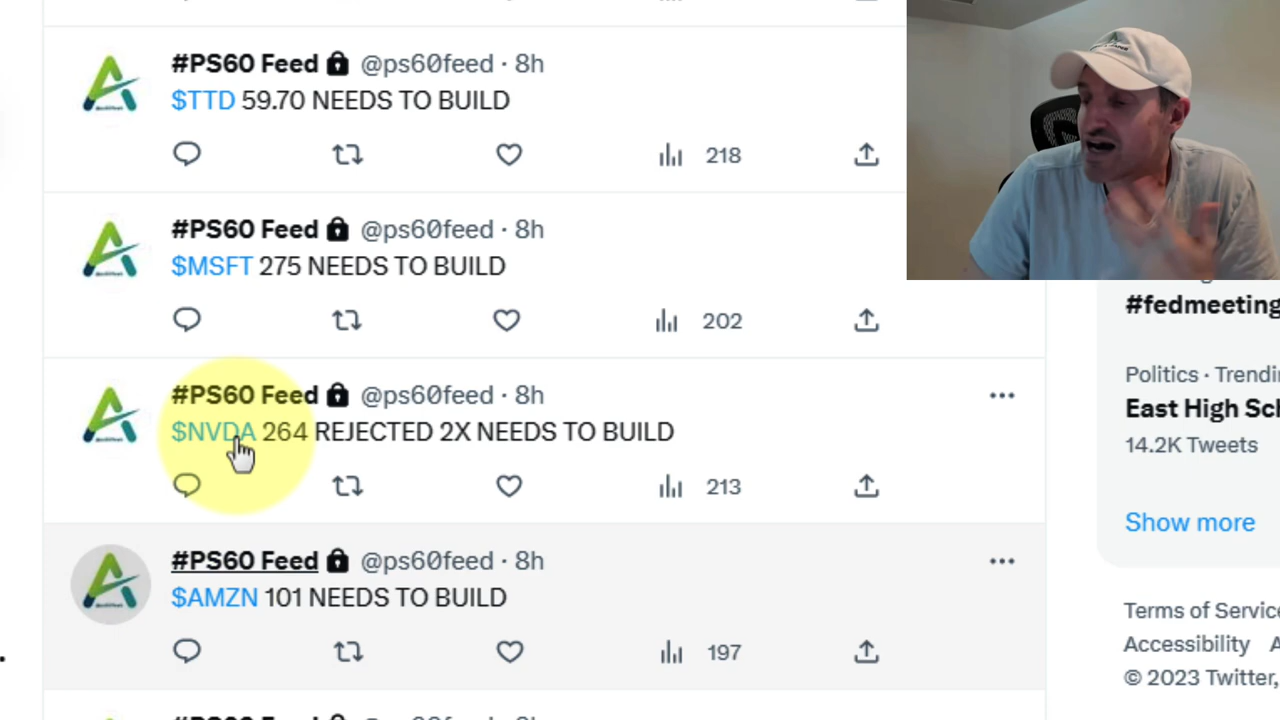 #PS60 Feed @ps60feed · 8h
$TTD 59.70 NEEDS TO BUILD
218
#PS60 Feed @ps60feed · 8h
$MSFT 275 NEEDS TO BUILD
202
#PS60 Feed @ps60feed · 8h
$NVDA 264 REJECTED 2X NEEDS TO BUILD
213
#PS60 Feed @ps60feed · 8h
$AMZN 101 NEEDS TO BUILD
197
#fedmeeting
Politics · Trendin
East High Sch
14.2K Tweets
Show more
Terms of Service
Accessibility A
© 2023 Twitter,